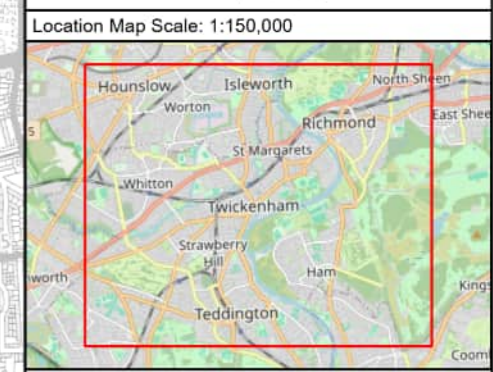 Location Map Scale: 1:150,000
Hounslow
Isleworth
North Sheen
Worton
Richmond
East Shee
5
St Margarets
Whitton
Twickenham
Strawberry
Hill
Ham
worth
Kings
Teddington
Coom